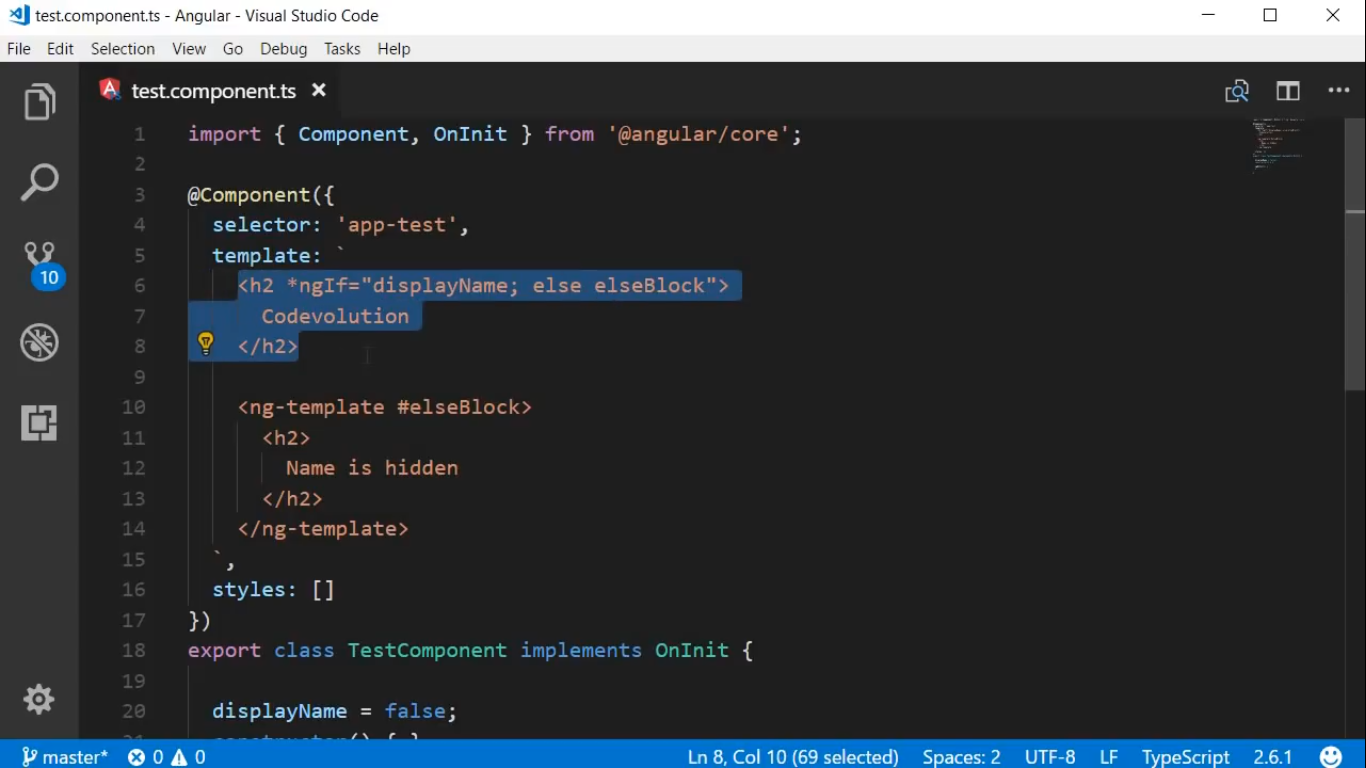 test.component.ts - Angular - Visual Studio Code
File Edit Selection View Go Debug Tasks Help
test.component.ts
1 import { Component, OnInit } from '@angular/core';
2
3 @Component({
4 selector: 'app-test',
5 template: `
6 <h2 *ngIf="displayName; else elseBlock">
7 Codevolution
8 </h2>
9
10 <ng-template #elseBlock>
11 <h2>
12 Name is hidden
13 </h2>
14 </ng-template>
15 `,
16 styles: []
17 })
18 export class TestComponent implements OnInit {
19
20 displayName = false;
21 constructor() { }
10
master* 0 0 Ln 8, Col 10 (69 selected) Spaces: 2 UTF-8 LF TypeScript 2.6.1